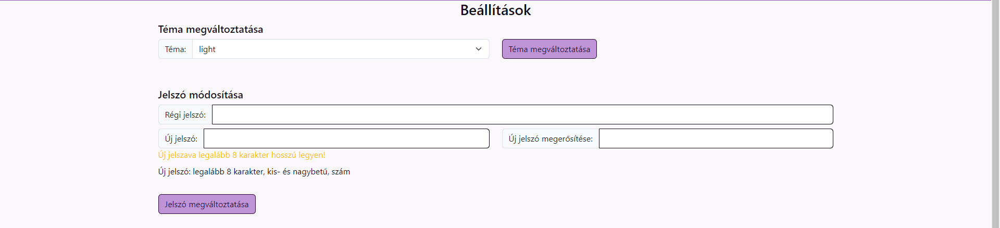 Beállítások
Téma megváltoztatása
Téma: light Téma megváltoztatása
Jelszó módosítása
Régi jelszó:
Új jelszó: Új jelszó megerősítése:
Új jelszava legalább 8 karakter hosszú legyen!
Új jelszó: legalább 8 karakter, kis- és nagybetű, szám
Jelszó megváltoztatása